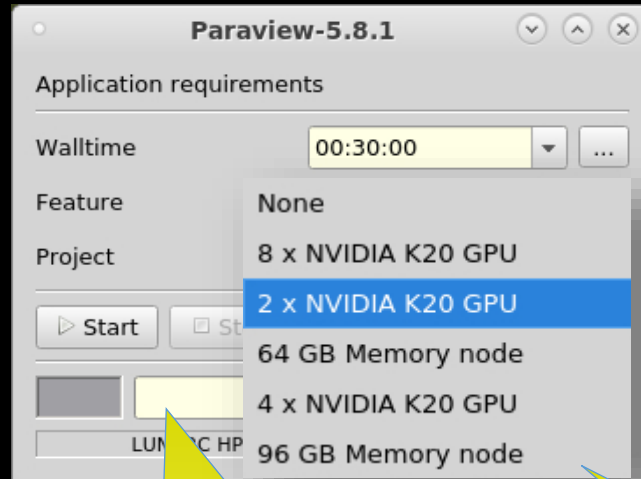 Paraview-5.8.1
Application requirements
Walltime 00:30:00 ...
Feature
None
8 x NVIDIA K20 GPU
Project
2 x NVIDIA K20 GPU
Start
64 GB Memory node
4 x NVIDIA K20 GPU
96 GB Memory node